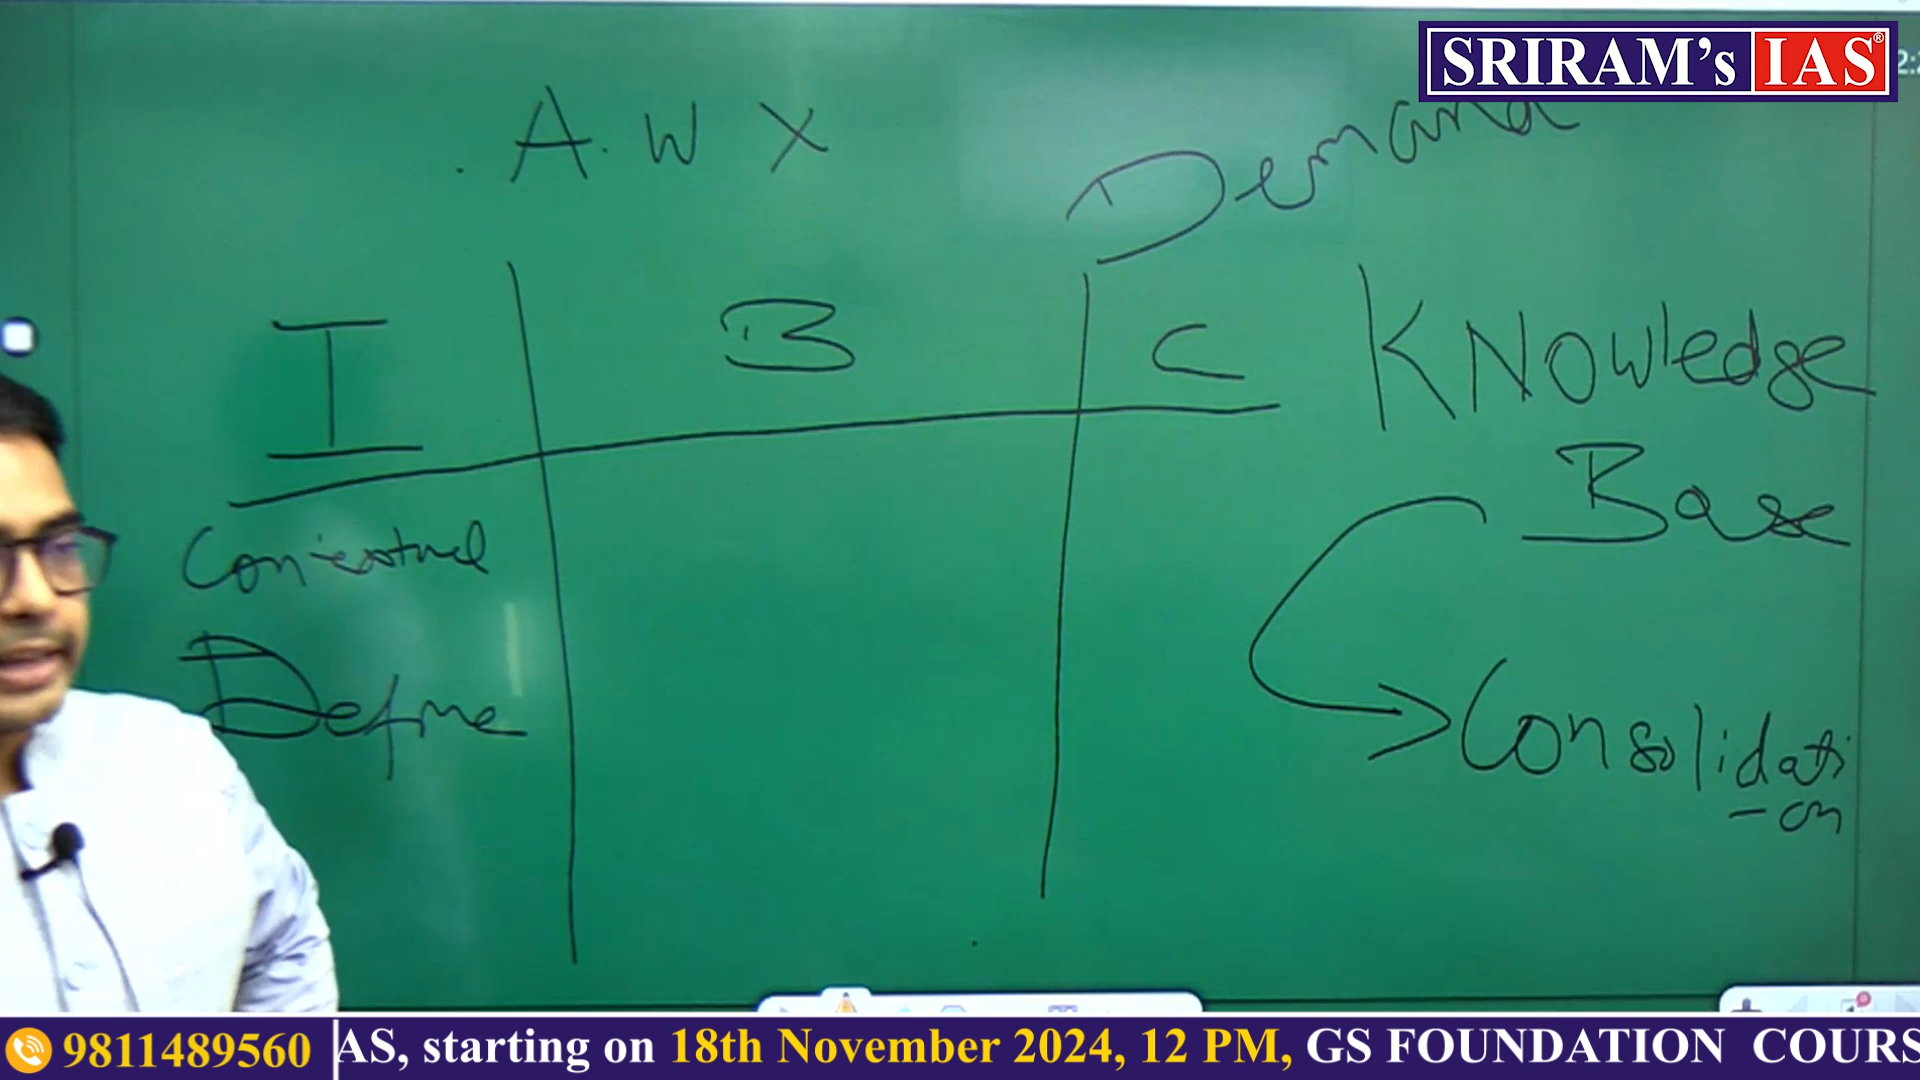 SRIRAM's IAS®
A. W X
Demand
I B C
Knowledge
Base
Contextual
Define
Consolidati
-on
9811489560 AS, starting on 18th November 2024, 12 PM, GS FOUNDATION COURS